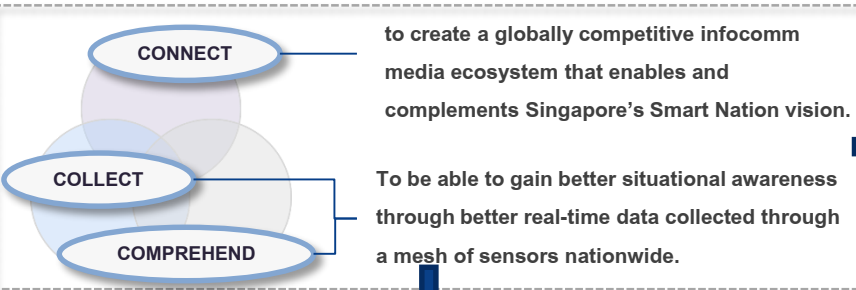 CONNECT
to create a globally competitive infocomm
media ecosystem that enables and
complements Singapore's Smart Nation vision.
COLLECT
COMPREHEND
To be able to gain better situational awareness
through better real-time data collected through
a mesh of sensors nationwide.